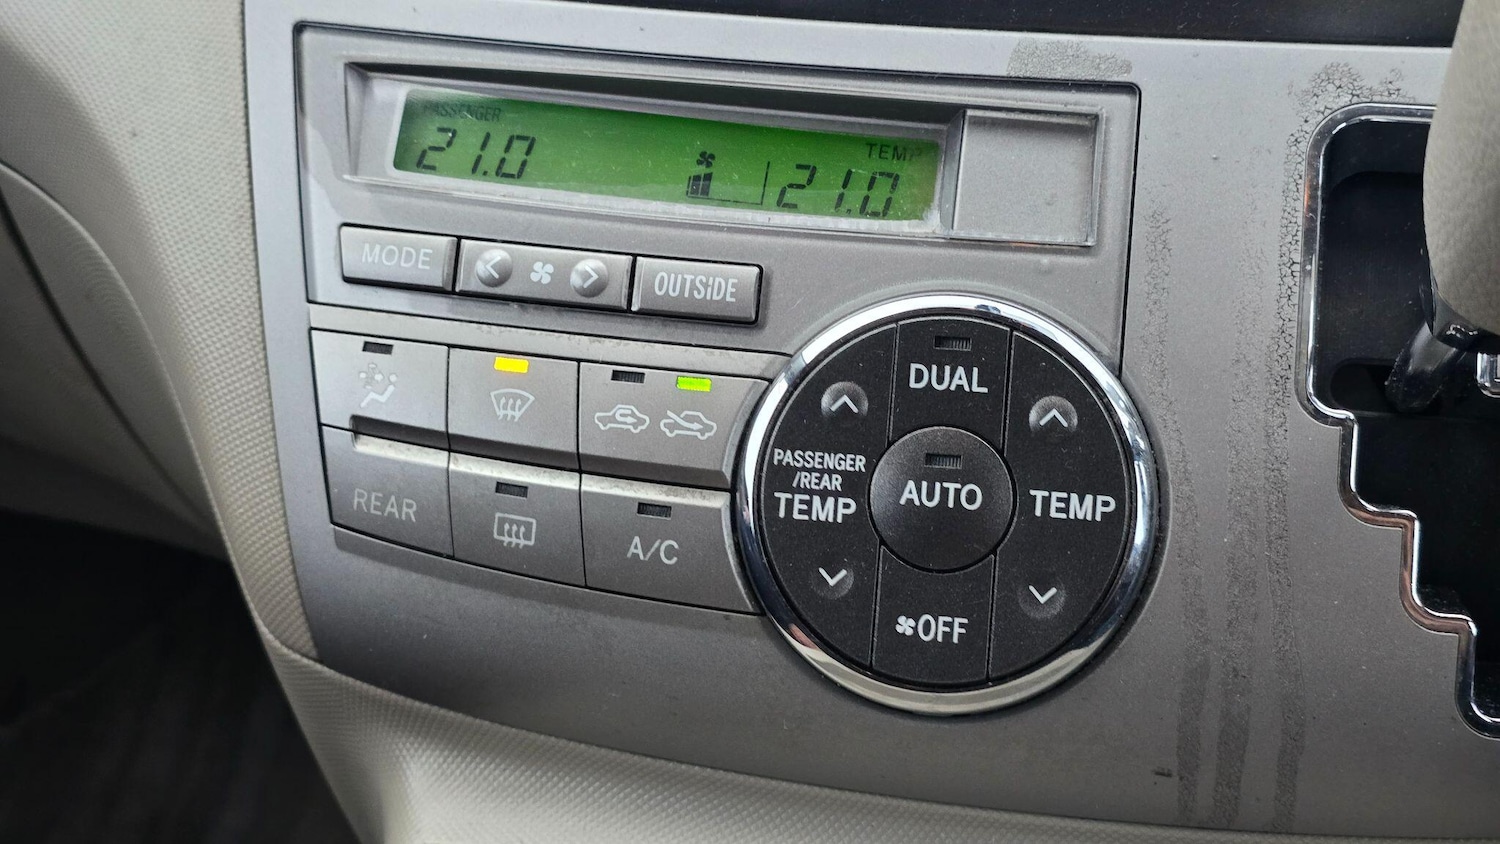 PASSENGER
TEMP
21.0
21.0
MODE
OUTSIDE
DUAL
PASSENGER
/REAR
TEMP
AUTO
TEMP
REAR
A/C
OFF